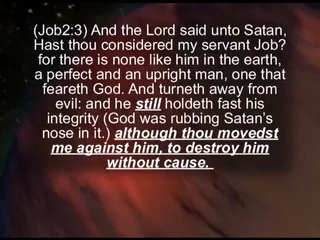 (Job2:3) And the Lord said unto Satan,
Hast thou considered my servant Job?
for there is none like him in the earth,
a perfect and an upright man, one that
feareth God. And turneth away from
evil: and he still holdeth fast his
integrity (God was rubbing Satan's
nose in it.) although thou movedst
me against him, to destroy him
without cause.